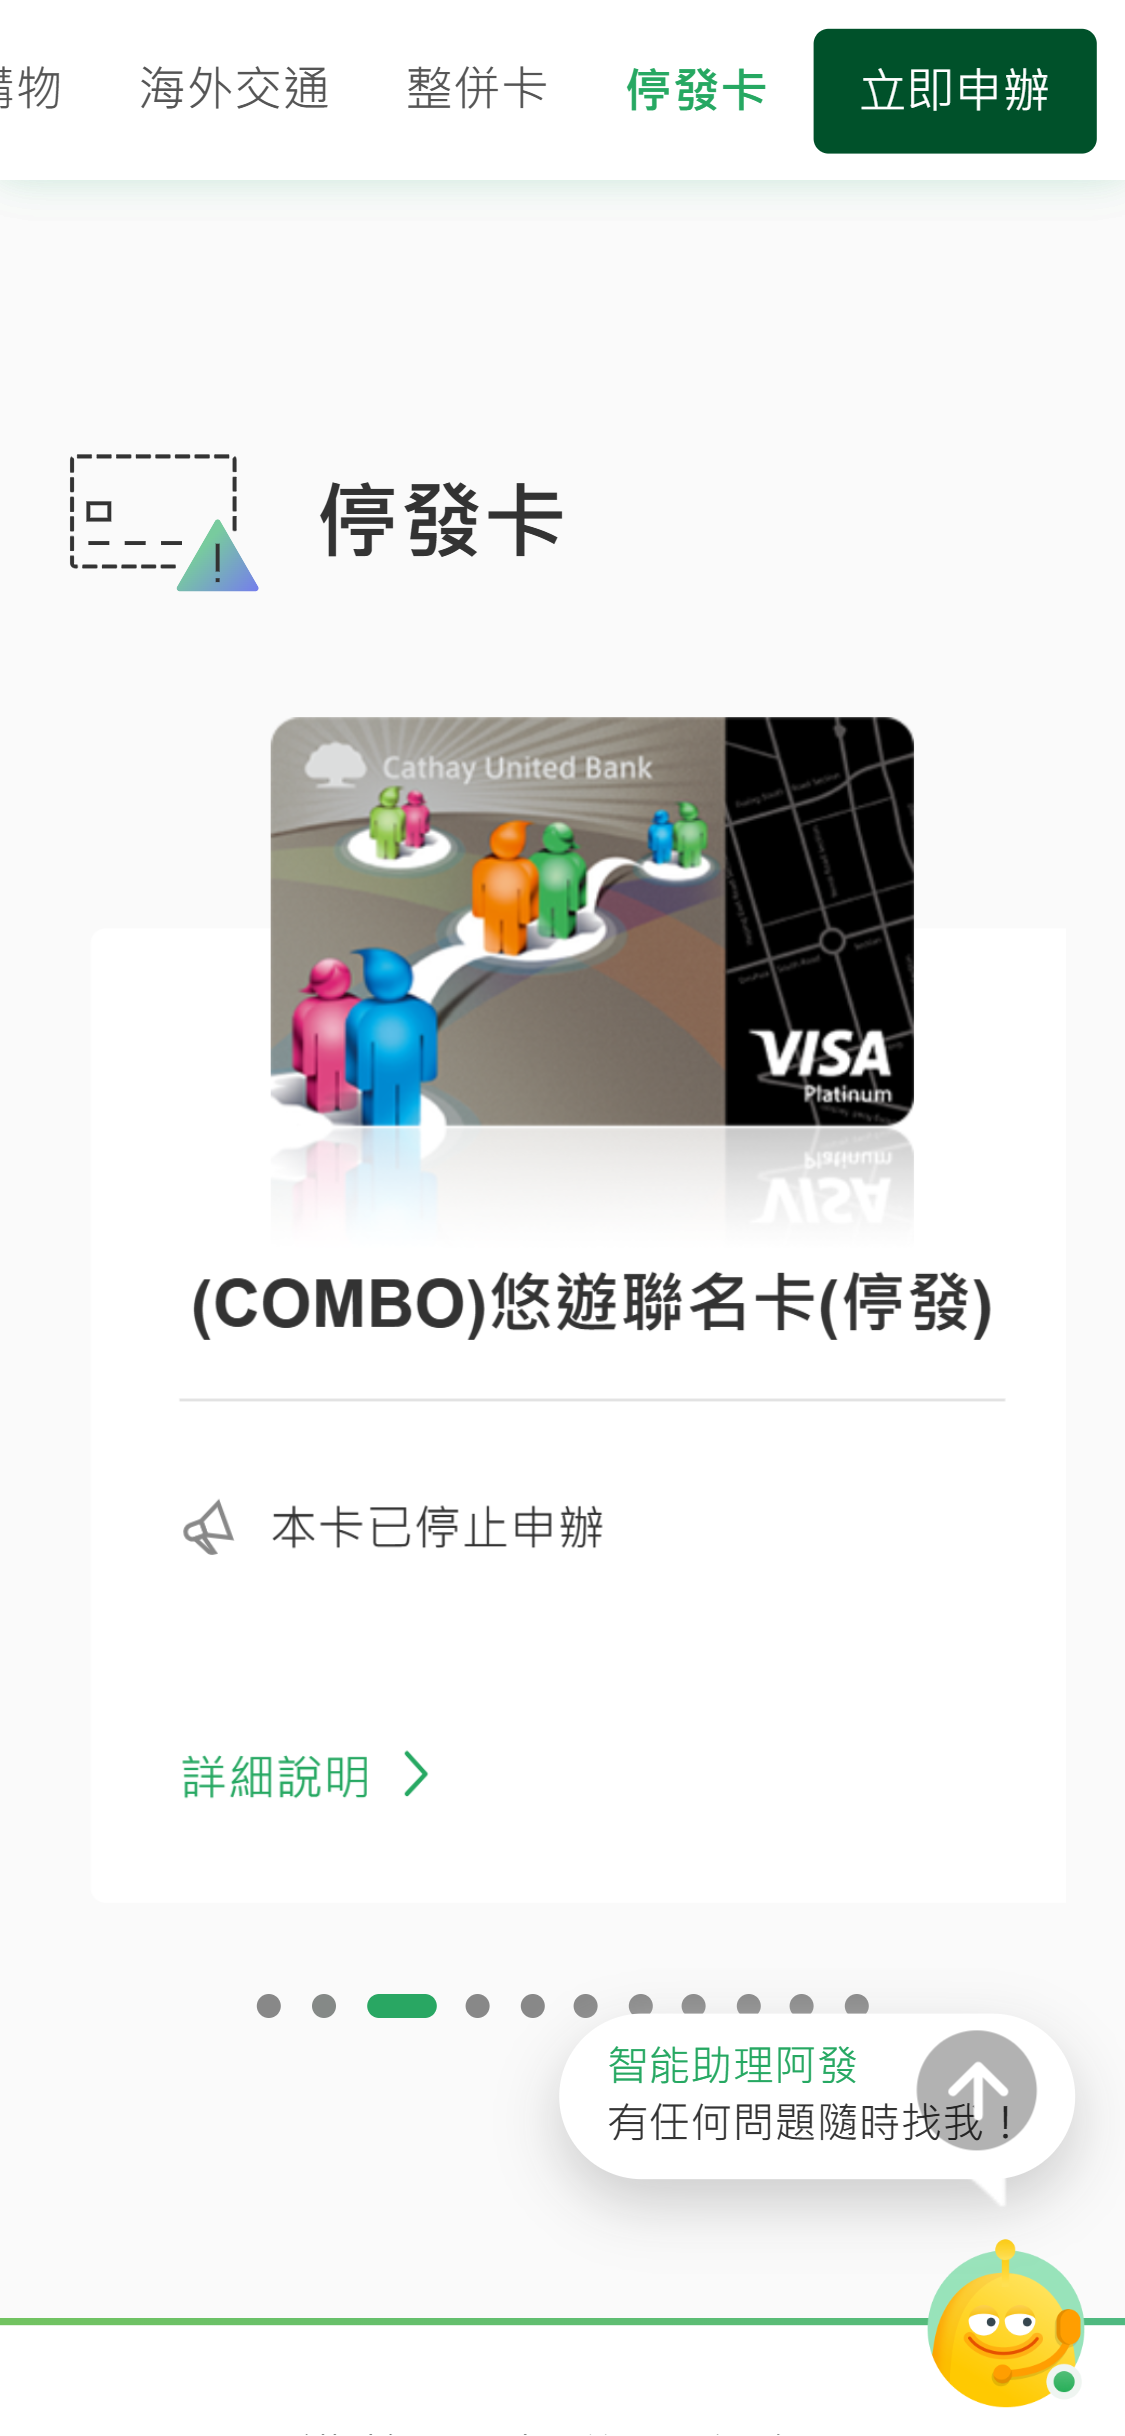 購物 海外交通 整併卡 停發卡 立即申辦
停發卡
Cathay United Bank
VISA
Platinum
(COMBO)悠遊聯名卡(停發)
本卡已停止申辦
詳細說明
智能助理阿發
有任何問題隨時找我！